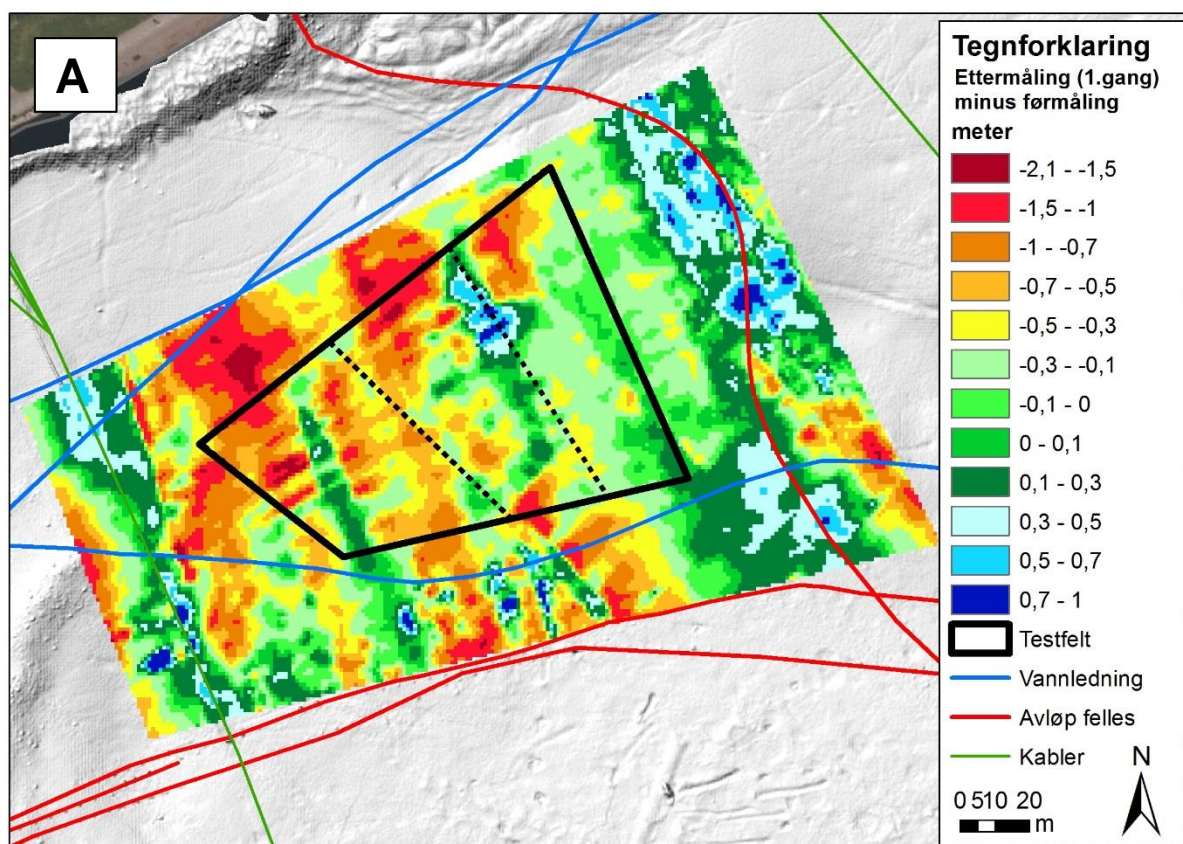 A
Tegnforklaring
Ettermåling (1.gang)
minus førmåling
meter
-2,1 - -1,5
-1,5 - -1
-1 - -0,7
-0,7 - -0,5
-0,5 - -0,3
-0,3 - -0,1
-0,1 - 0
0 - 0,1
0,1 - 0,3
0,3 - 0,5
0,5 - 0,7
0,7 - 1
Testfelt
Vannledning
Avløp felles
Kabler
N
0 510 20
m